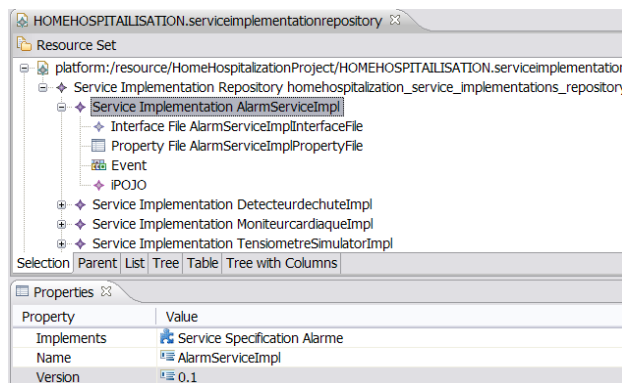 HOMEHOSPITAILISATION.serviceimplementationrepository
Resource Set
platform:/resource/HomeHospitalizationProject/HOMEHOSPITAILISATION.serviceimplementation
Service Implementation Repository homehospitalization_service_implementations_repository
Service Implementation AlarmServiceImpl
Interface File AlarmServiceImplInterfaceFile
Property File AlarmServiceImplPropertyFile
Event
iPOJO
Service Implementation DetecteurdechuteImpl
Service Implementation MoniteurcardiaqueImpl
Service Implementation TensiometreSimulatorImpl
Selection Parent List Tree Table Tree with Columns
Properties
Property Value
Implements Service Specification Alarme
Name AlarmServiceImpl
Version 0.1